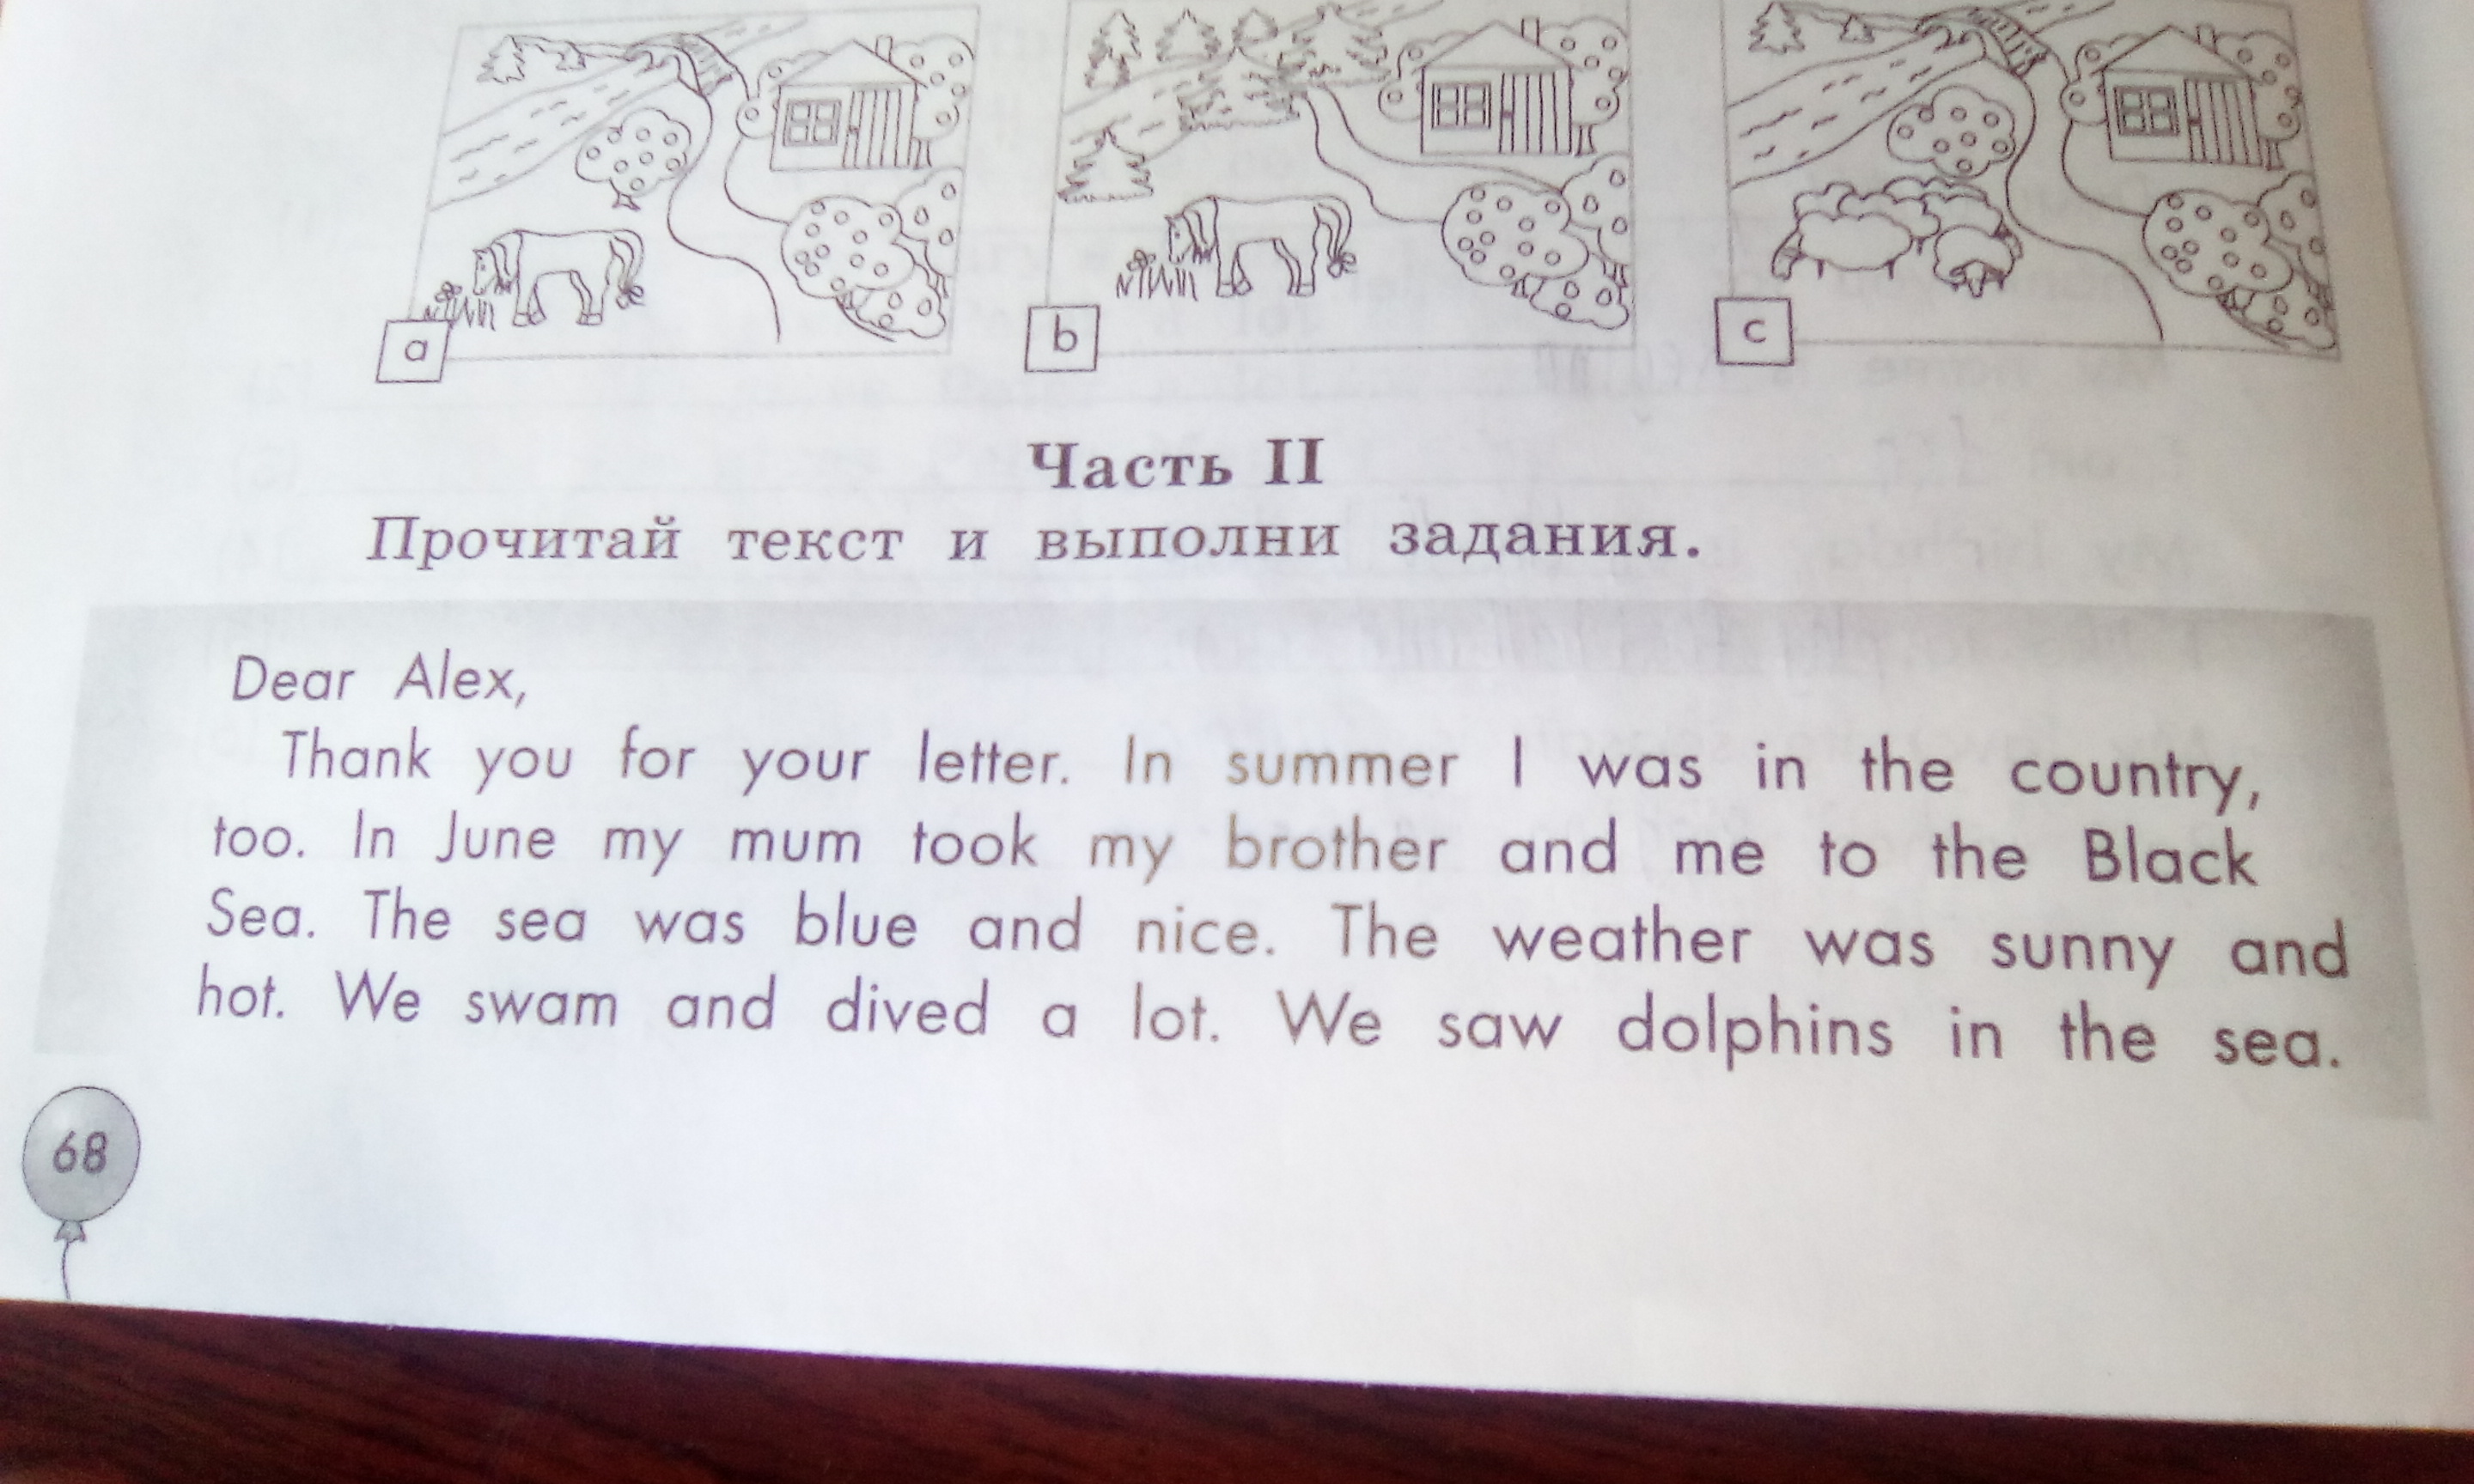 a
b
c
Часть II
Прочитай текст и выполни задания.
Dear Alex,
Thank you for your letter. In summer I was in the country,
too. In June my mum took my brother and me to the Black
Sea. The sea was blue and nice. The weather was sunny and
hot. We swam and dived a lot. We saw dolphins in the sea.
68